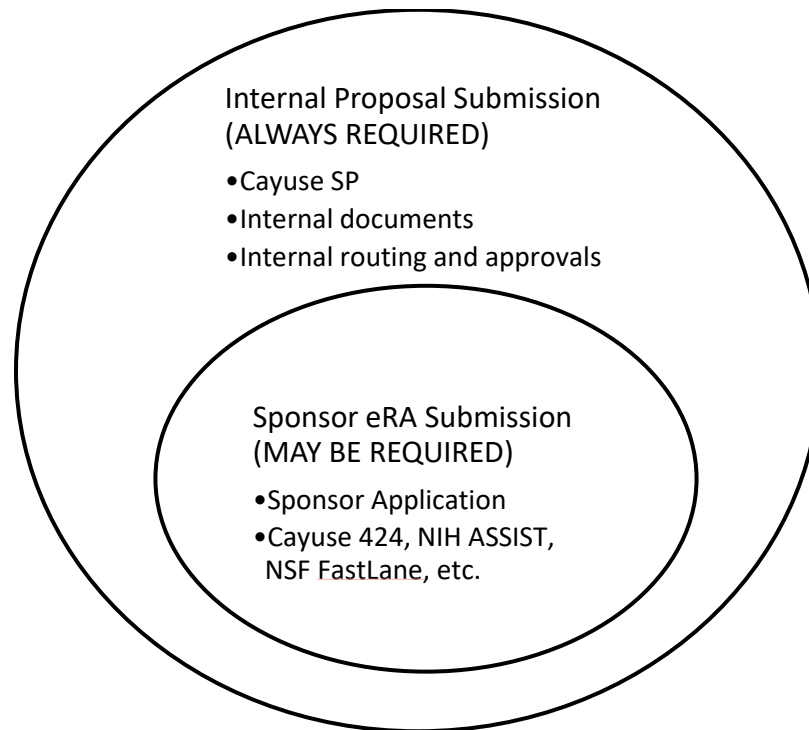 Internal Proposal Submission
(ALWAYS REQUIRED)
•Cayuse SP
•Internal documents
•Internal routing and approvals
Sponsor eRA Submission
(MAY BE REQUIRED)
•Sponsor Application
•Cayuse 424, NIH ASSIST,
NSF FastLane, etc.